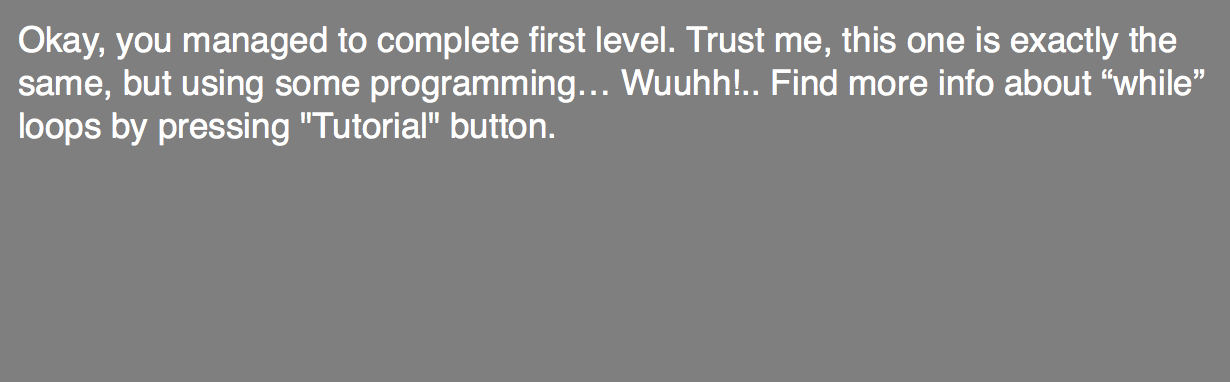 Okay, you managed to complete first level. Trust me, this one is exactly the
same, but using some programming… Wuuhh!.. Find more info about “while”
loops by pressing "Tutorial" button.